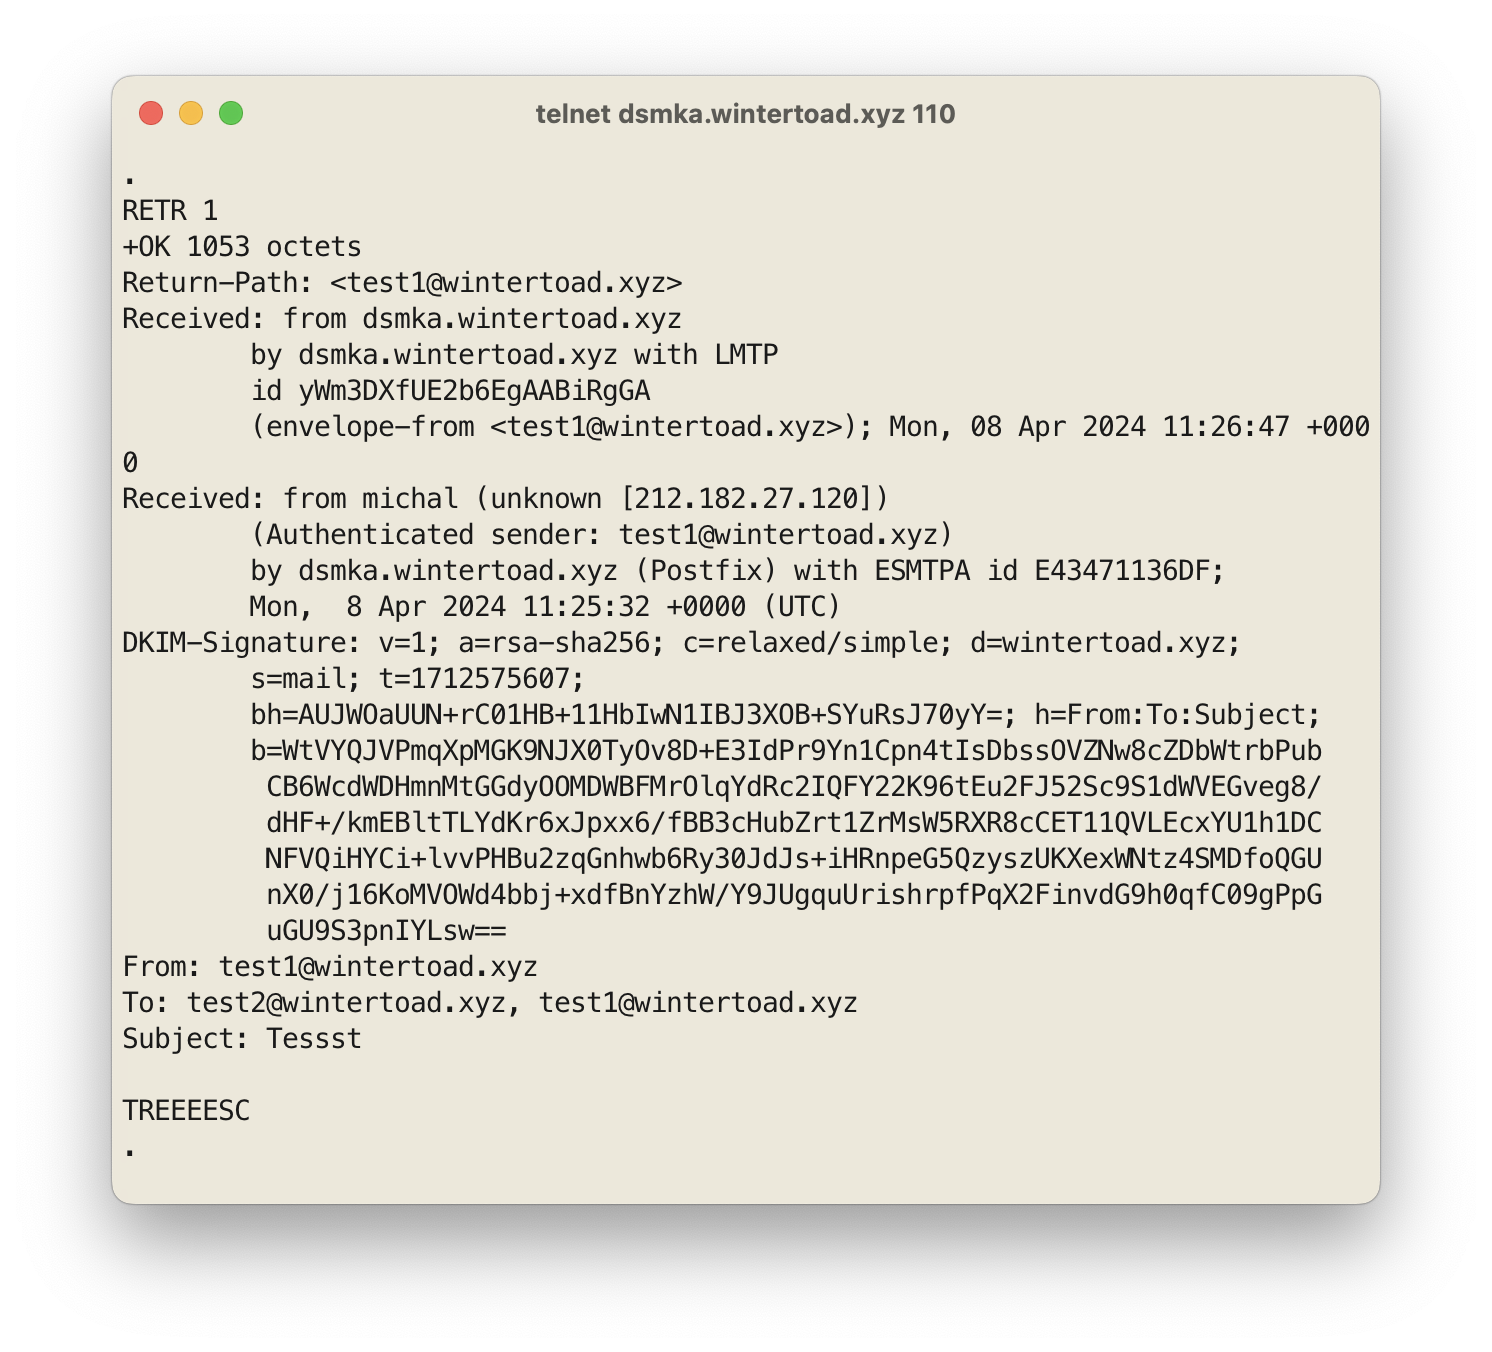 telnet dsmka.wintertoad.xyz 110
.
RETR 1
+OK 1053 octets
Return-Path: <test1@wintertoad.xyz>
Received: from dsmka.wintertoad.xyz
        by dsmka.wintertoad.xyz with LMTP
        id yWm3DXfUE2b6EgAABiRgGA
        (envelope-from <test1@wintertoad.xyz>); Mon, 08 Apr 2024 11:26:47 +000
0
Received: from michal (unknown [212.182.27.120])
        (Authenticated sender: test1@wintertoad.xyz)
        by dsmka.wintertoad.xyz (Postfix) with ESMTPA id E43471136DF;
        Mon,  8 Apr 2024 11:25:32 +0000 (UTC)
DKIM-Signature: v=1; a=rsa-sha256; c=relaxed/simple; d=wintertoad.xyz;
        s=mail; t=1712575607;
        bh=AUJWOaUUN+rC01HB+11HbIwN1IBJ3XOB+SYuRsJ70yY=; h=From:To:Subject;
        b=WtVYQJVPmqXpMGK9NJX0TyOv8D+E3IdPr9Yn1Cpn4tIsDbssOVZNw8cZDbWtrbPub
         CB6WcdWDHmnMtGGdyOOMDWBFMrOlqYdRc2IQFY22K96tEu2FJ52Sc9S1dWVEGveg8/
         dHF+/kmEBltTLYdKr6xJpxx6/fBB3cHubZrt1ZrMsW5RXR8cCET11QVLEcxYU1h1DC
         NFVQiHYCi+lvvPHBu2zqGnhwb6Ry30JdJs+iHRnpeG5QzyszUKXexWNtz4SMDfoQGU
         nX0/j16KoMVOWd4bbj+xdfBnYzhW/Y9JUgquUrishrpfPqX2FinvdG9h0qfC09gPpG
         uGU9S3pnIYLsw==
From: test1@wintertoad.xyz
To: test2@wintertoad.xyz, test1@wintertoad.xyz
Subject: Tessst

TREEEESC
.